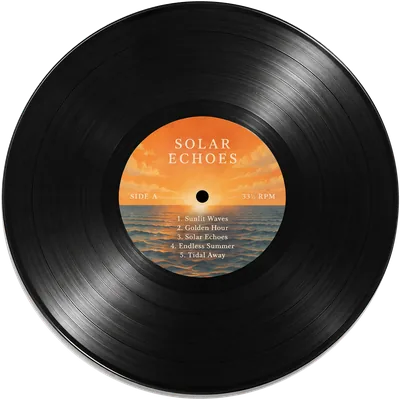 SOLAR
ECHOES
SIDE A
33⅓ RPM
1. Sunlit Waves
2. Golden Hour
3. Solar Echoes
4. Endless Summer
5. Tidal Away